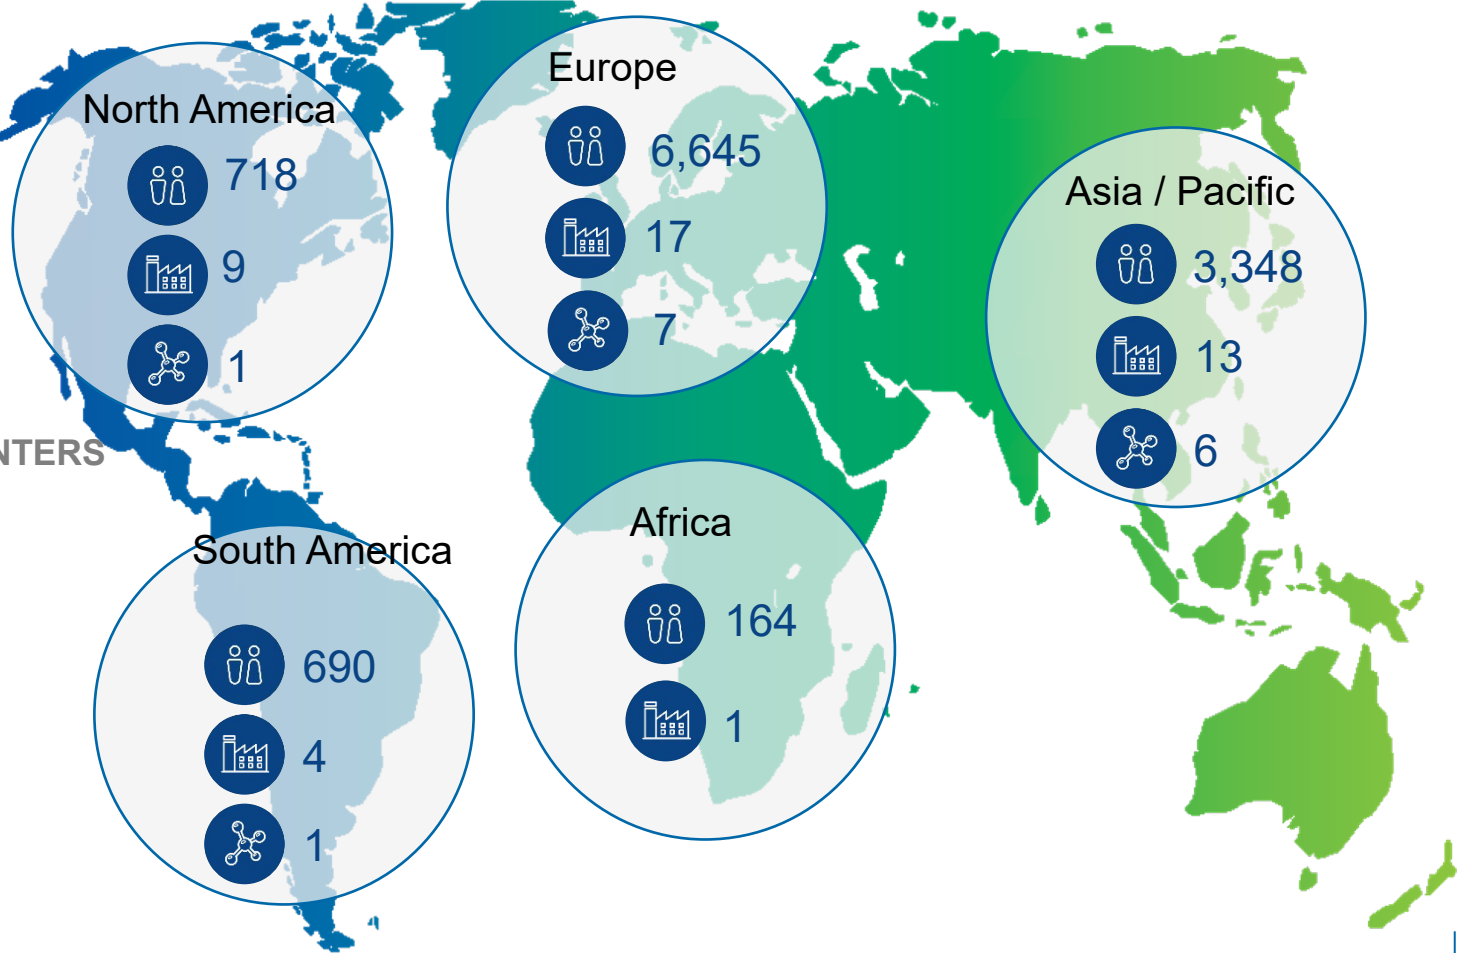 North America
718
9
1
Europe
6,645
17
7
Asia / Pacific
3,348
13
6
NTERS
South America
690
4
1
Africa
164
1